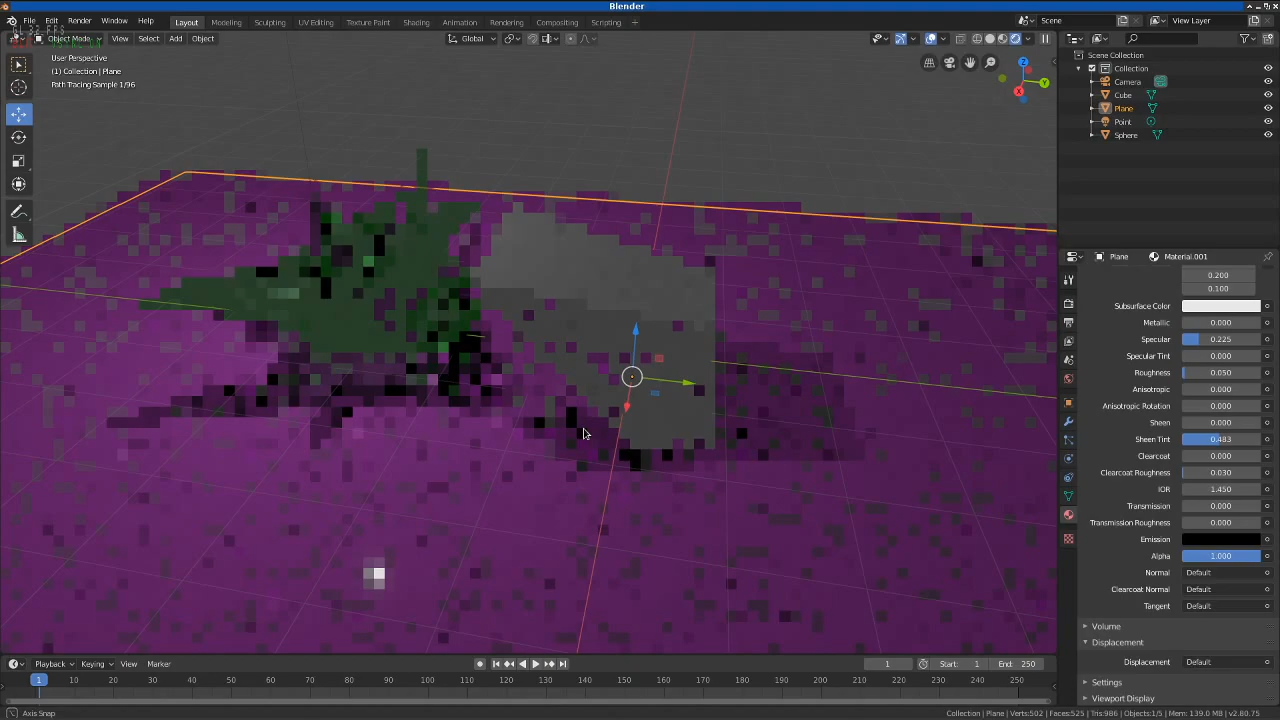 Blender
File Edit Render Window Help Layout Modeling Sculpting UV Editing Texture Paint Shading Animation Rendering Compositing Scripting + Scene View Layer
Object Mode View Select Add Object Global
User Perspective
(1) Collection | Plane
Path Tracing Sample 1/96
Z
Y
X
Scene Collection
Collection
Camera
Cube
Plane
Point
Sphere
Plane Material.001
0.200
0.100
Subsurface Color
Metallic 0.000
Specular 0.225
Specular Tint 0.000
Roughness 0.050
Anisotropic 0.000
Anisotropic Rotation 0.000
Sheen 0.000
Sheen Tint 0.483
Clearcoat 0.000
Clearcoat Roughness 0.030
IOR 1.450
Transmission 0.000
Transmission Roughness 0.000
Emission
Alpha 1.000
Normal Default
Clearcoat Normal Default
Tangent Default
Volume
Displacement
Displacement Default
Settings
Viewport Display
Playback Keying View Marker 1 Start: 1 End: 250
1 10 20 30 40 50 60 70 80 90 100 110 120 130 140 150 160 170 180 190 200 210 220 230 240 250
Axis Snap Collection | Plane | Verts:502 | Faces:525 | Tris:986 | Objects:1/5 | Mem: 139.0 MB | v2.80.75